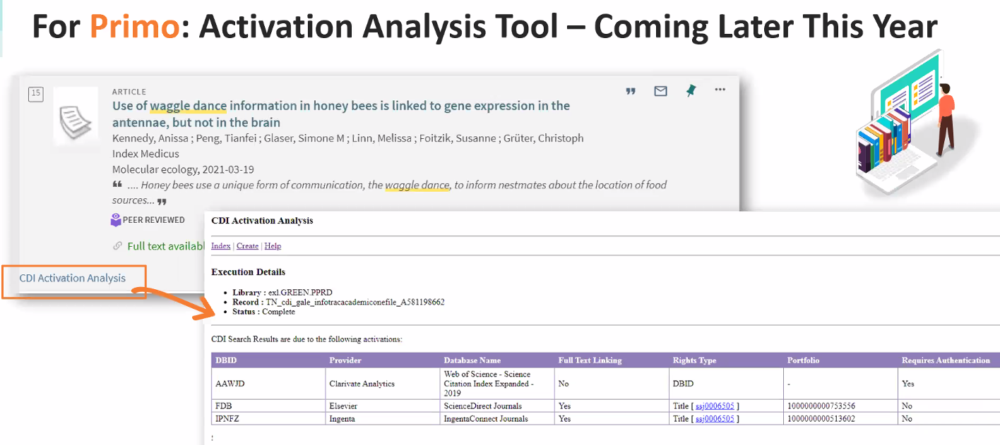 For Primo: Activation Analysis Tool – Coming Later This Year
15
ARTICLE
Use of waggle dance information in honey bees is linked to gene expression in the
antennae, but not in the brain
Kennedy, Anissa ; Peng, Tianfei ; Glaser, Simone M ; Linn, Melissa ; Foitzik, Susanne ; Grüter, Christoph
Index Medicus
Molecular ecology, 2021-03-19
❝ .... Honey bees use a unique form of communication, the waggle dance, to inform nestmates about the location of food
sources... ❞
PEER REVIEWED
Full text availabl
CDI Activation Analysis
CDI Activation Analysis
Index | Create | Help
Execution Details
• Library : exl.GREEN.PPRD
• Record : TN_cdi_gale_infotracacademiconefile_A581198662
• Status : Complete
CDI Search Results are due to the following activations:
DBID Provider Database Name Full Text Linking Rights Type Portfolio Requires Authentication
AAWJD Clarivate Analytics Web of Science - Science
Citation Index Expanded -
2019 No DBID - Yes
FDB Elsevier ScienceDirect Journals Yes Title [ ssj0006505 ] 1000000000753556 No
IPNFZ Ingenta IngentaConnect Journals Yes Title [ ssj0006505 ] 1000000000513602 No